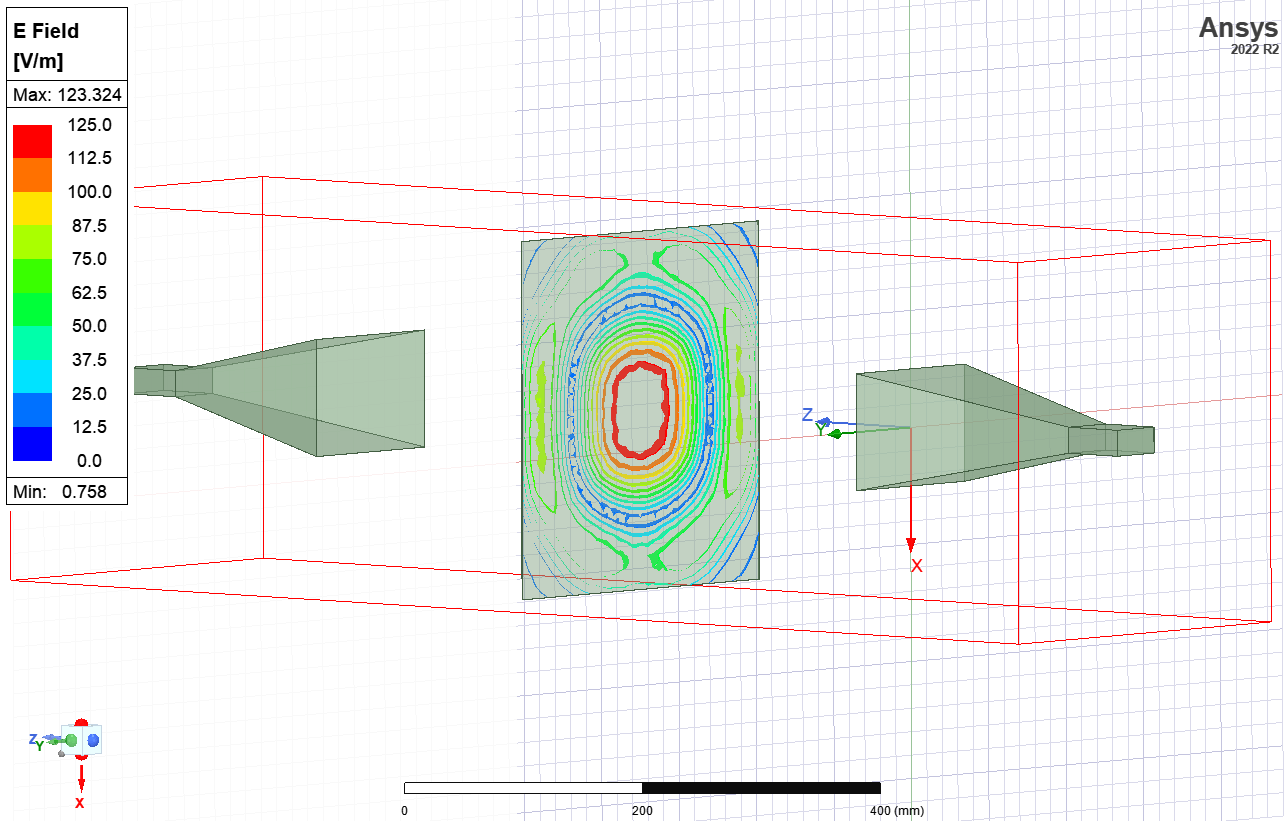 E Field
[V/m]
Max: 123.324
125.0
112.5
100.0
87.5
75.0
62.5
50.0
37.5
25.0
12.5
0.0
Min: 0.758
Ansys
2022 R2
Z
Y
X
Z
Y
X
0
200
400 (mm)